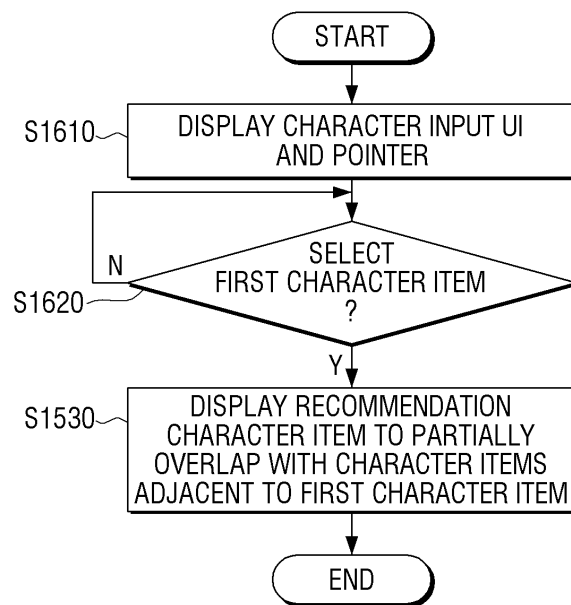 START
S1610
DISPLAY CHARACTER INPUT UI
AND POINTER
SELECT
FIRST CHARACTER ITEM
?
N
S1620
Y
S1530
DISPLAY RECOMMENDATION
CHARACTER ITEM TO PARTIALLY
OVERLAP WITH CHARACTER ITEMS
ADJACENT TO FIRST CHARACTER ITEM
END